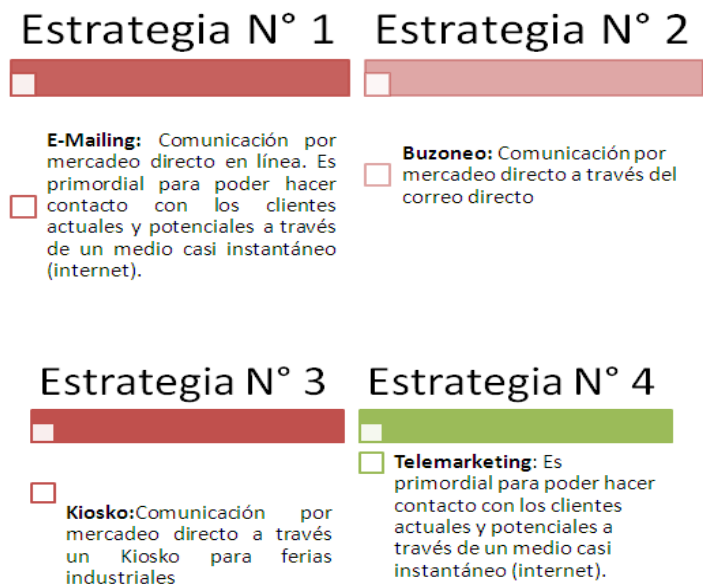 Estrategia N° 1
E-Mailing: Comunicación por
mercadeo directo en línea. Es
primordial para poder hacer
contacto con los clientes
actuales y potenciales a través
de un medio casi instantáneo
(internet).
Estrategia N° 2
Buzoneo: Comunicación por
mercadeo directo a través del
correo directo
Estrategia N° 3
Kiosko:Comunicación por
mercadeo directo a través
un Kiosko para ferias
industriales
Estrategia N° 4
Telemarketing: Es
primordial para poder hacer
contacto con los clientes
actuales y potenciales a
través de un medio casi
instantáneo (internet).